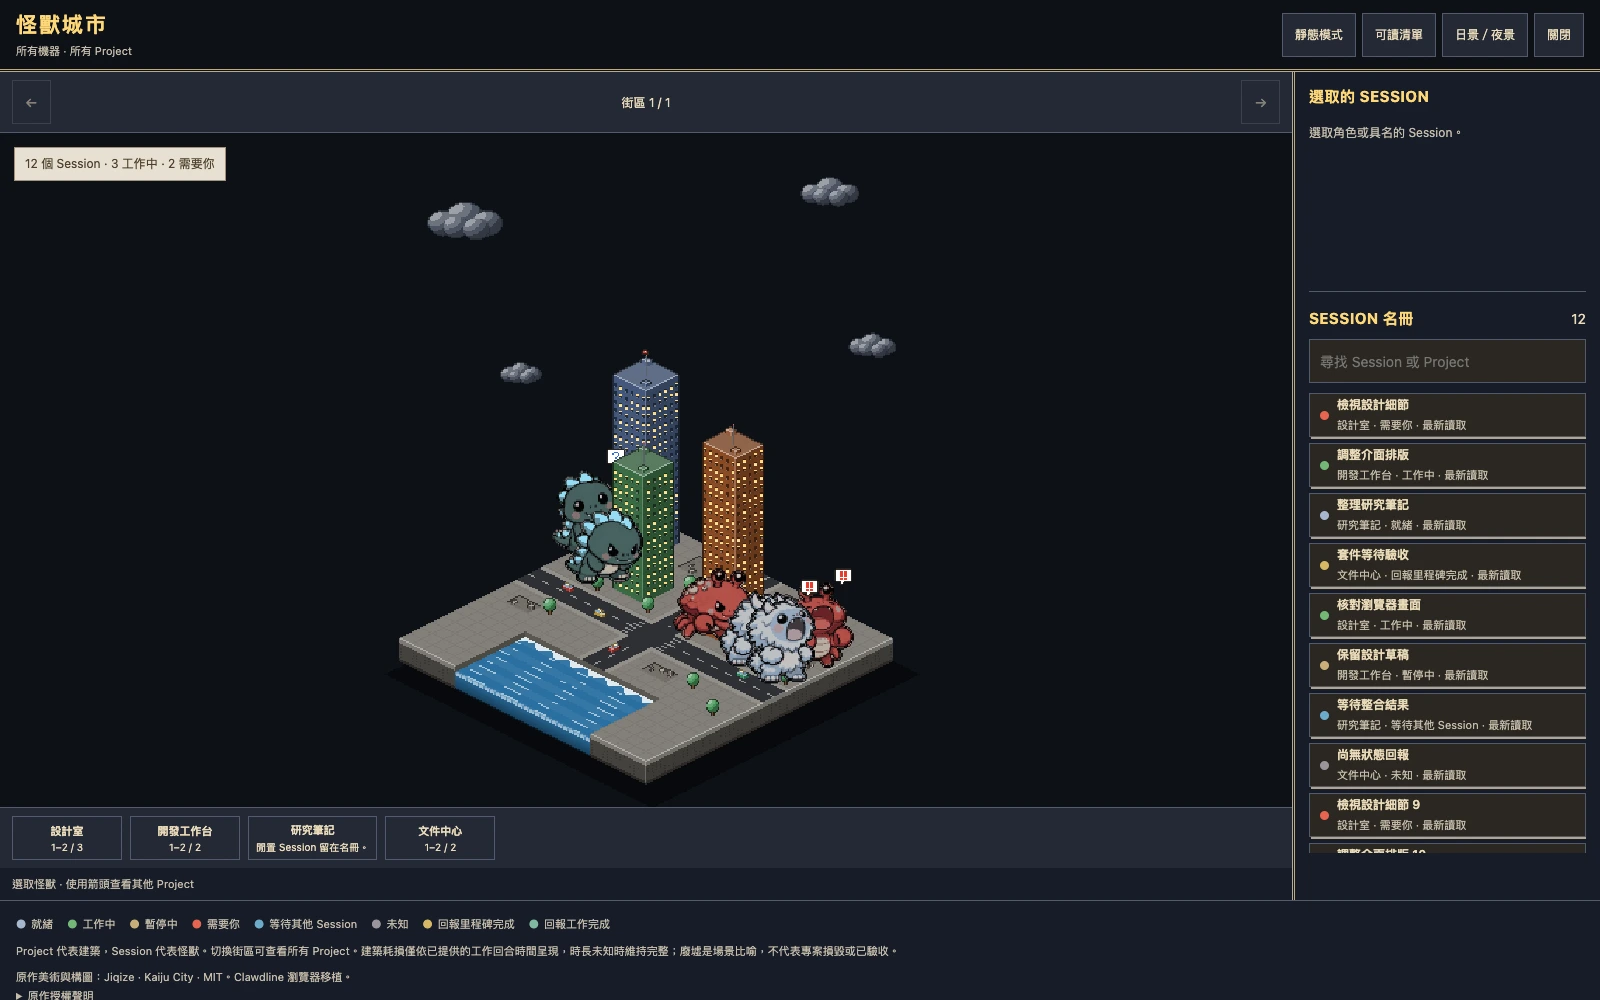 怪獸城市
所有機器 · 所有 Project
靜態模式
可讀清單
日景 / 夜景
關閉
←
街區 1 / 1
→
12 個 Session · 3 工作中 · 2 需要你
?
!!
!!
設計室
1–2 / 3
開發工作台
1–2 / 2
研究筆記
閒置 Session 留在名冊。
文件中心
1–2 / 2
選取怪獸 · 使用箭頭查看其他 Project
選取的 SESSION
選取角色或具名的 Session。
SESSION 名冊
12
尋找 Session 或 Project
檢視設計細節
設計室 · 需要你 · 最新讀取
調整介面排版
開發工作台 · 工作中 · 最新讀取
整理研究筆記
研究筆記 · 就緒 · 最新讀取
套件等待驗收
文件中心 · 回報里程碑完成 · 最新讀取
核對瀏覽器畫面
設計室 · 工作中 · 最新讀取
保留設計草稿
開發工作台 · 暫停中 · 最新讀取
等待整合結果
研究筆記 · 等待其他 Session · 最新讀取
尚無狀態回報
文件中心 · 未知 · 最新讀取
檢視設計細節 9
設計室 · 需要你 · 最新讀取
調整介面排版 10
就緒 工作中 暫停中 需要你 等待其他 Session 未知 回報里程碑完成 回報工作完成
Project 代表建築，Session 代表怪獸。切換街區可查看所有 Project。建築耗損僅依已提供的工作回合時間呈現，時長未知時維持完整；廢墟是場景比喻，不代表專案損毀或已驗收。
原作美術與構圖：Jiqize · Kaiju City · MIT。Clawdline 瀏覽器移植。
▶ 原作授權聲明